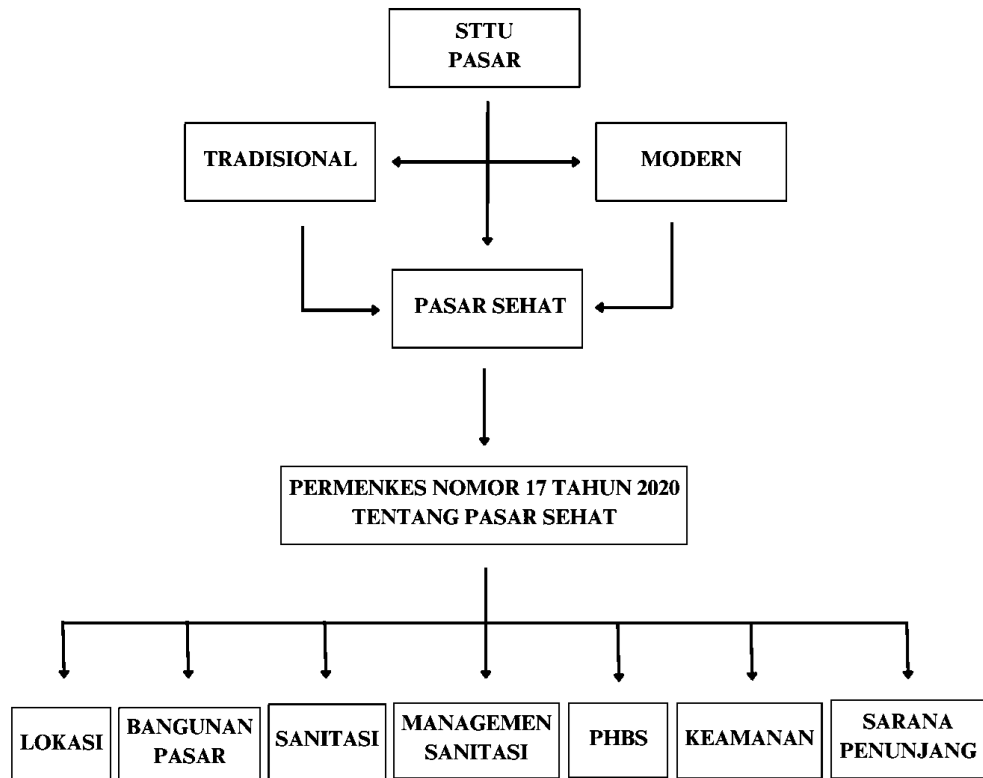 STTU
PASAR
TRADISIONAL
MODERN
PASAR SEHAT
PERMENKES NOMOR 17 TAHUN 2020
TENTANG PASAR SEHAT
LOKASI
BANGUNAN
PASAR
SANITASI
MANAGEMEN
SANITASI
PHBS
KEAMANAN
SARANA
PENUNJANG